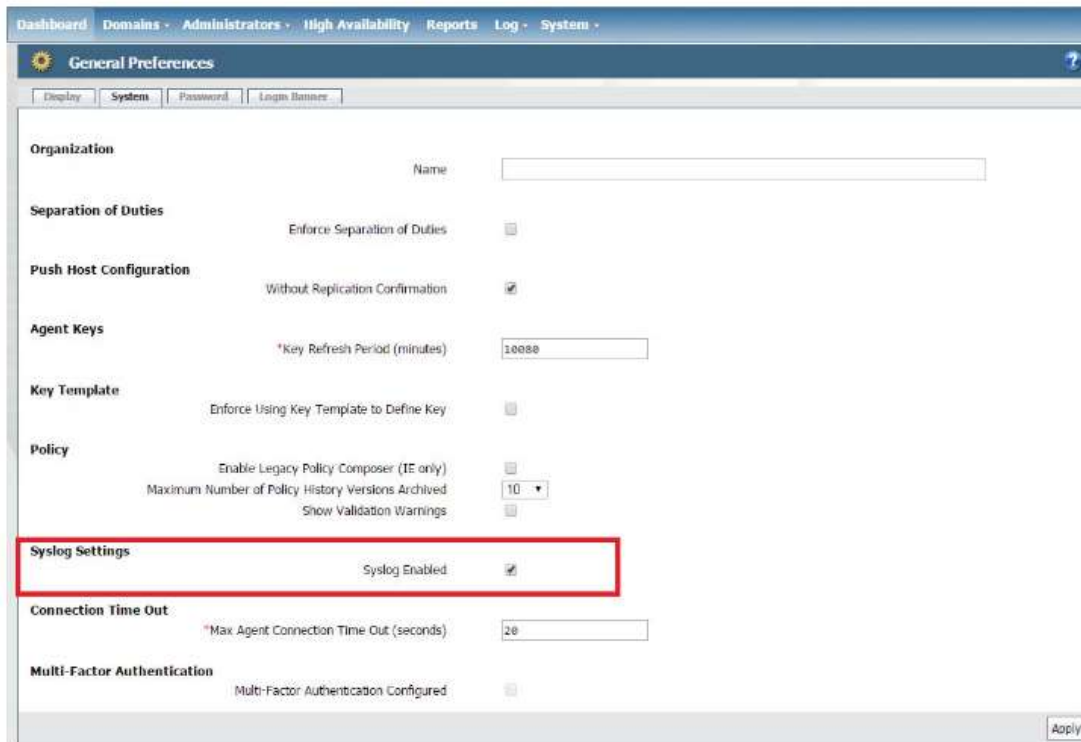 Dashboard Domains Administrators High Availability Reports Log System
General Preferences ?
Display System Password Login Banner
Organization
Name
Separation of Duties
Enforce Separation of Duties
Push Host Configuration
Without Replication Confirmation
Agent Keys
*Key Refresh Period (minutes) 10080
Key Template
Enforce Using Key Template to Define Key
Policy
Enable Legacy Policy Composer (IE only)
Maximum Number of Policy History Versions Archived 10
Show Validation Warnings
Syslog Settings
Syslog Enabled
Connection Time Out
*Max Agent Connection Time Out (seconds) 20
Multi-Factor Authentication
Multi-Factor Authentication Configured
Apply